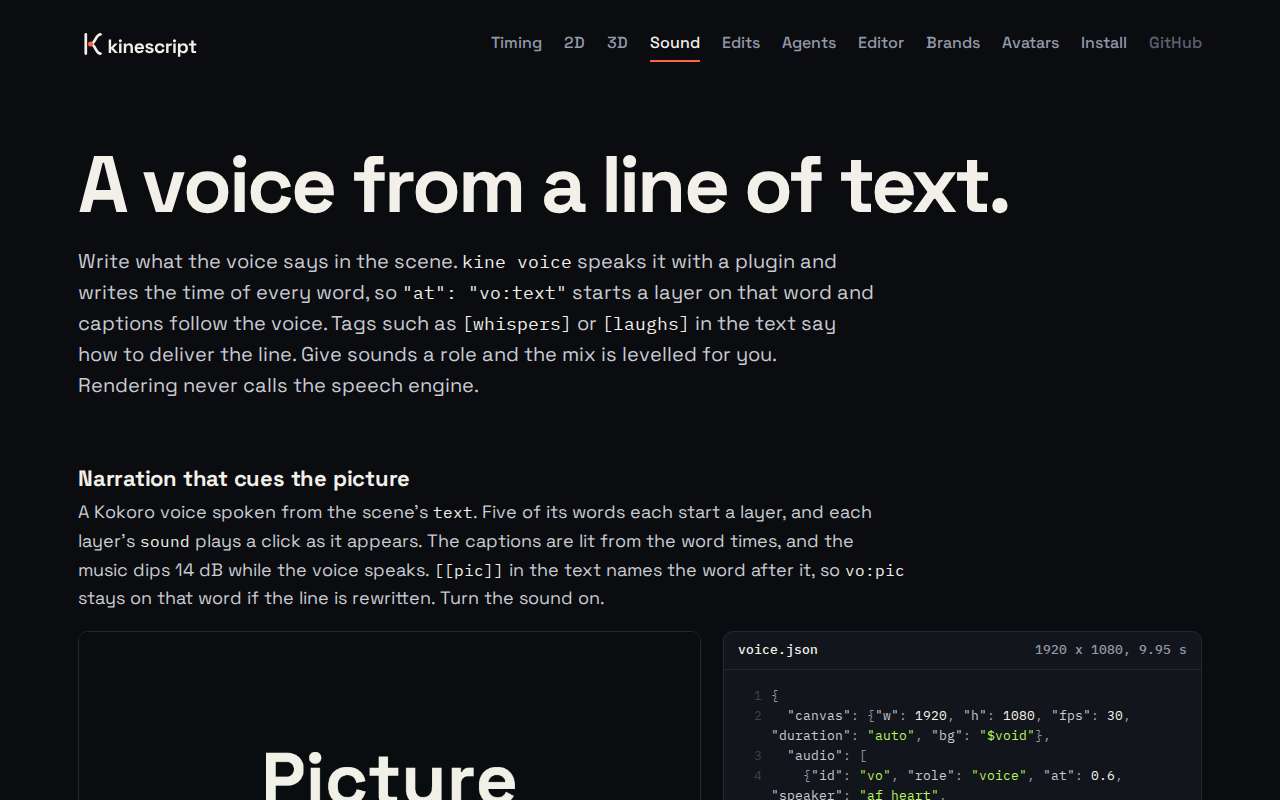 kinescript
Timing 2D 3D Sound Edits Agents Editor Brands Avatars Install GitHub
A voice from a line of text.
Write what the voice says in the scene. kine voice speaks it with a plugin and
writes the time of every word, so "at": "vo:text" starts a layer on that word and
captions follow the voice. Tags such as [whispers] or [laughs] in the text say
how to deliver the line. Give sounds a role and the mix is levelled for you.
Rendering never calls the speech engine.
Narration that cues the picture
A Kokoro voice spoken from the scene’s text. Five of its words each start a layer, and each
layer’s sound plays a click as it appears. The captions are lit from the word times, and the
music dips 14 dB while the voice speaks. [[pic]] in the text names the word after it, so vo:pic
stays on that word if the line is rewritten. Turn the sound on.
Picture
voice.json 1920 x 1080, 9.95 s
1 {
2 "canvas": {"w": 1920, "h": 1080, "fps": 30,
"duration": "auto", "bg": "$void"},
3 "audio": [
4 {"id": "vo", "role": "voice", "at": 0.6,
"speaker": "af_heart",